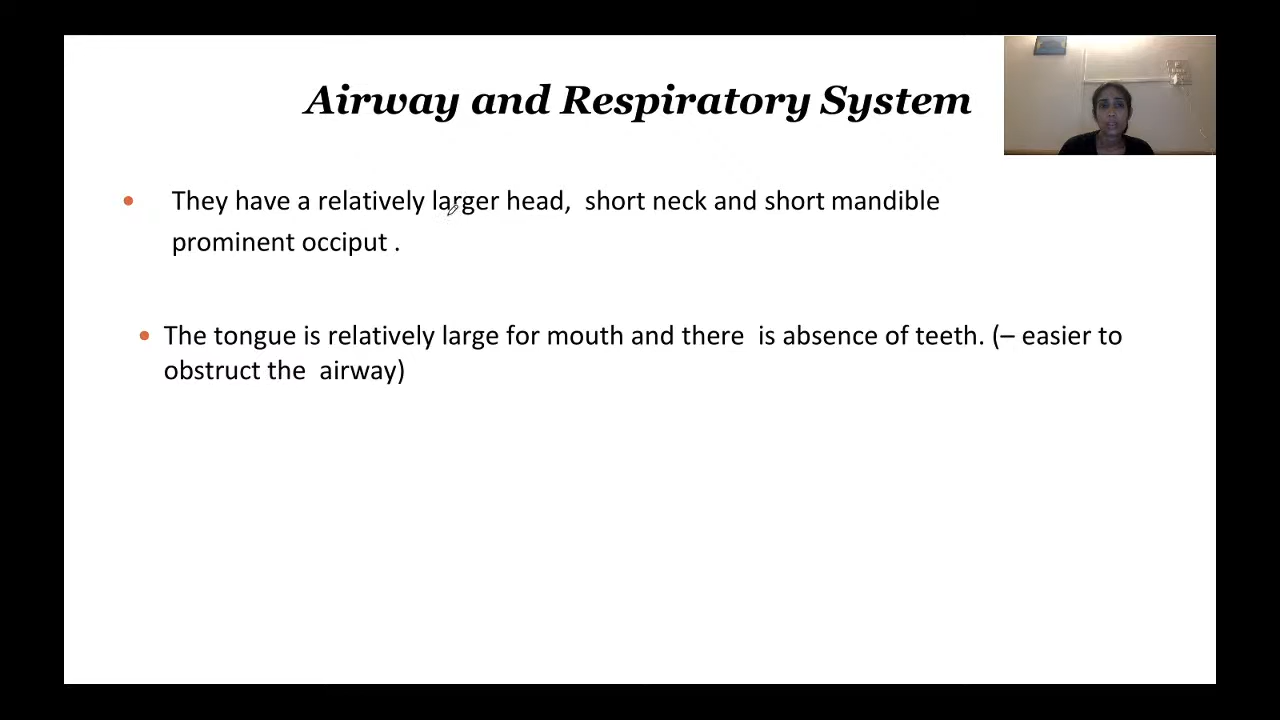 Airway and Respiratory System
They have a relatively larger head, short neck and short mandible
prominent occiput .
The tongue is relatively large for mouth and there is absence of teeth. (– easier to
obstruct the airway)